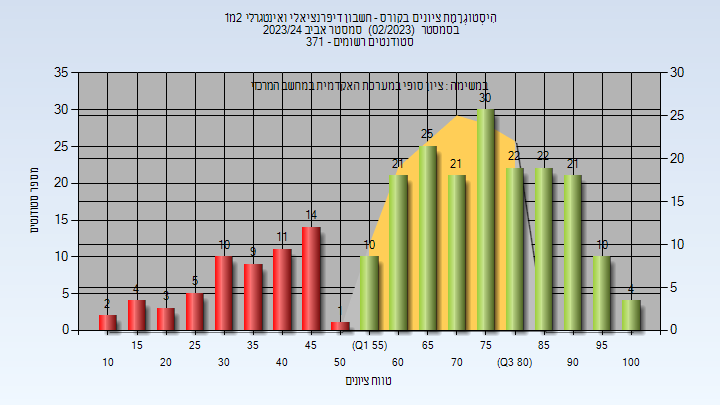 הִיסְטוֹגְרָמַת ציונים בקורס - חשבון דיפרנציאלי ואינטגרלי 2מ1
בסמסטר (02/2023) סמסטר אביב 2023/24
סטודנטים רשומים - 371
במשימה : ציון סופי במערכת האקדמית במחשב המרכזי
מספר סטודנטים
35 30 25 20 15 10 5 0
30 25 20 15 10 5 0
2 4 3 5 10 9 11 14 1 10 21 25 21 30 22 22 21 10 4
15 25 35 45 (Q1 55) 65 75 85 95
10 20 30 40 50 60 70 (Q3 80) 90 100
טווח ציונים